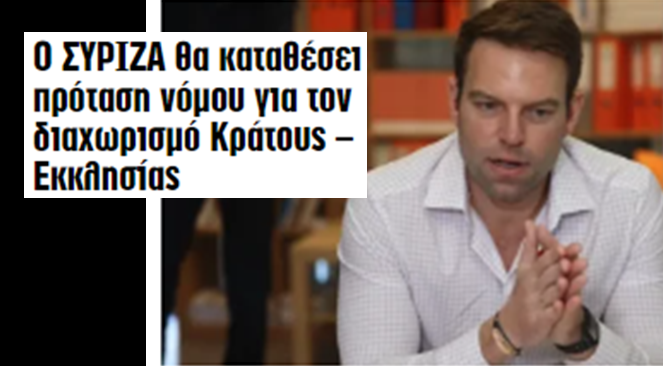 Ο ΣΥΡΙΖΑ θα καταθέσει
πρόταση νόμου για τον
διαχωρισμό Κράτους –
Εκκλησίας